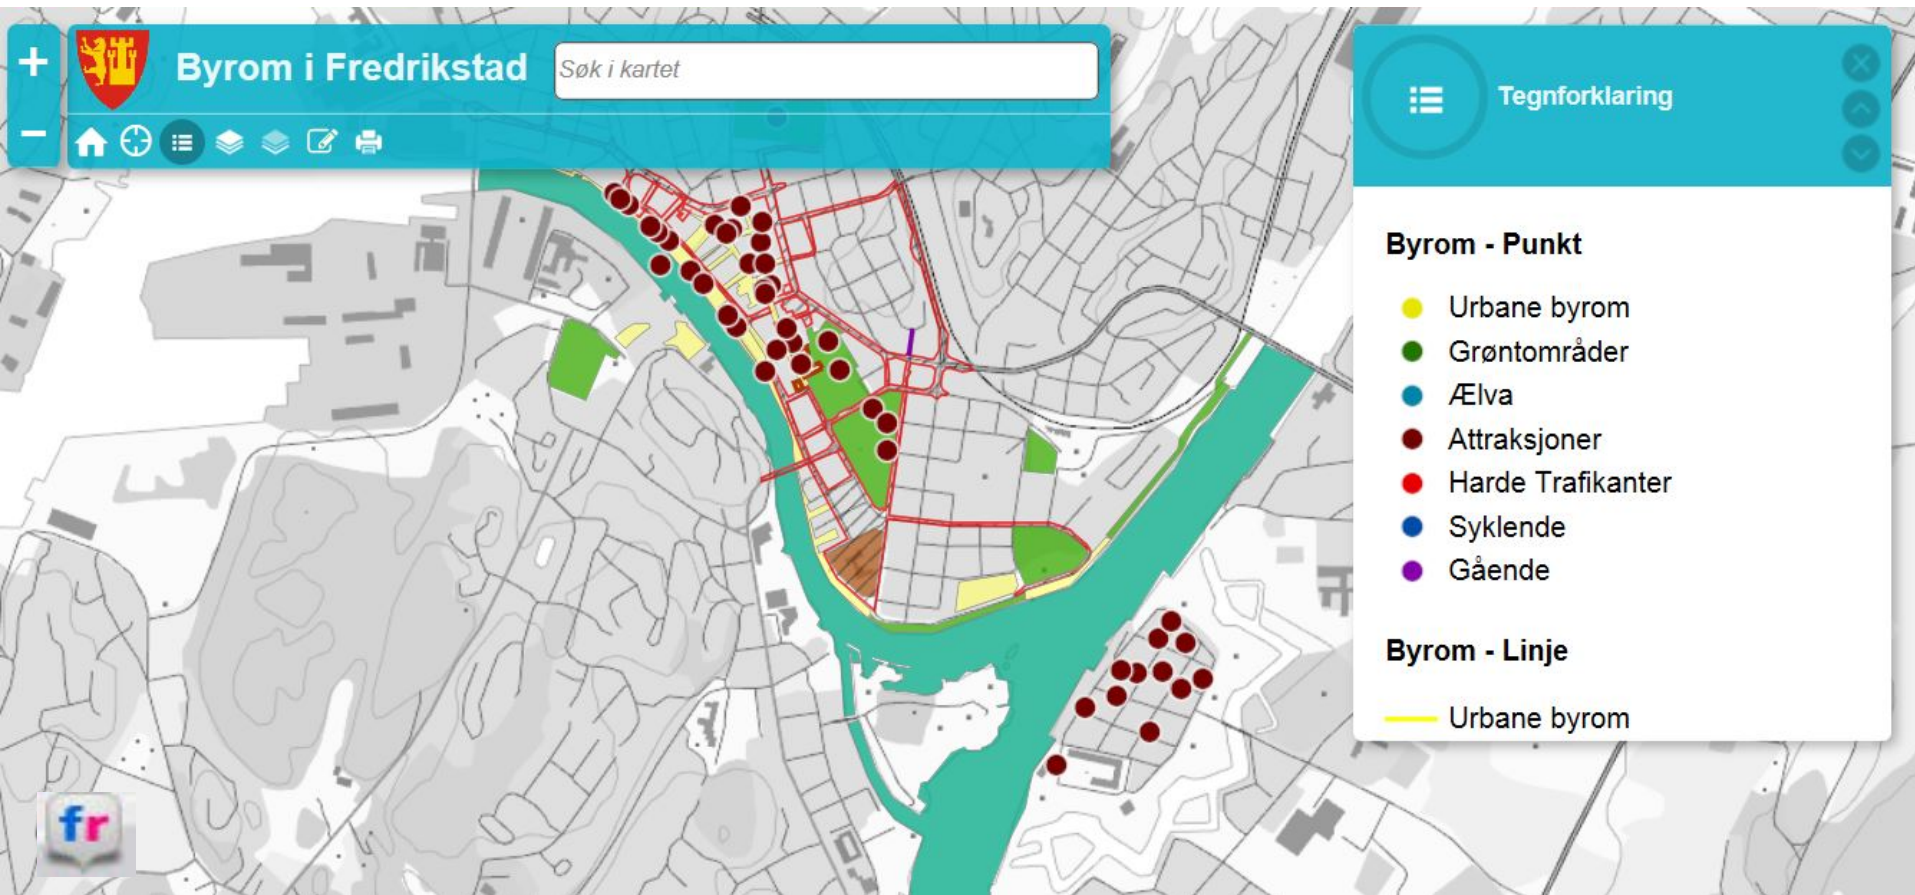 +
Byrom i Fredrikstad
Søk i kartet
−
Tegnforklaring
Byrom - Punkt
Urbane byrom
Grøntområder
Ælva
Attraksjoner
Harde Trafikanter
Syklende
Gående
Byrom - Linje
Urbane byrom
fr